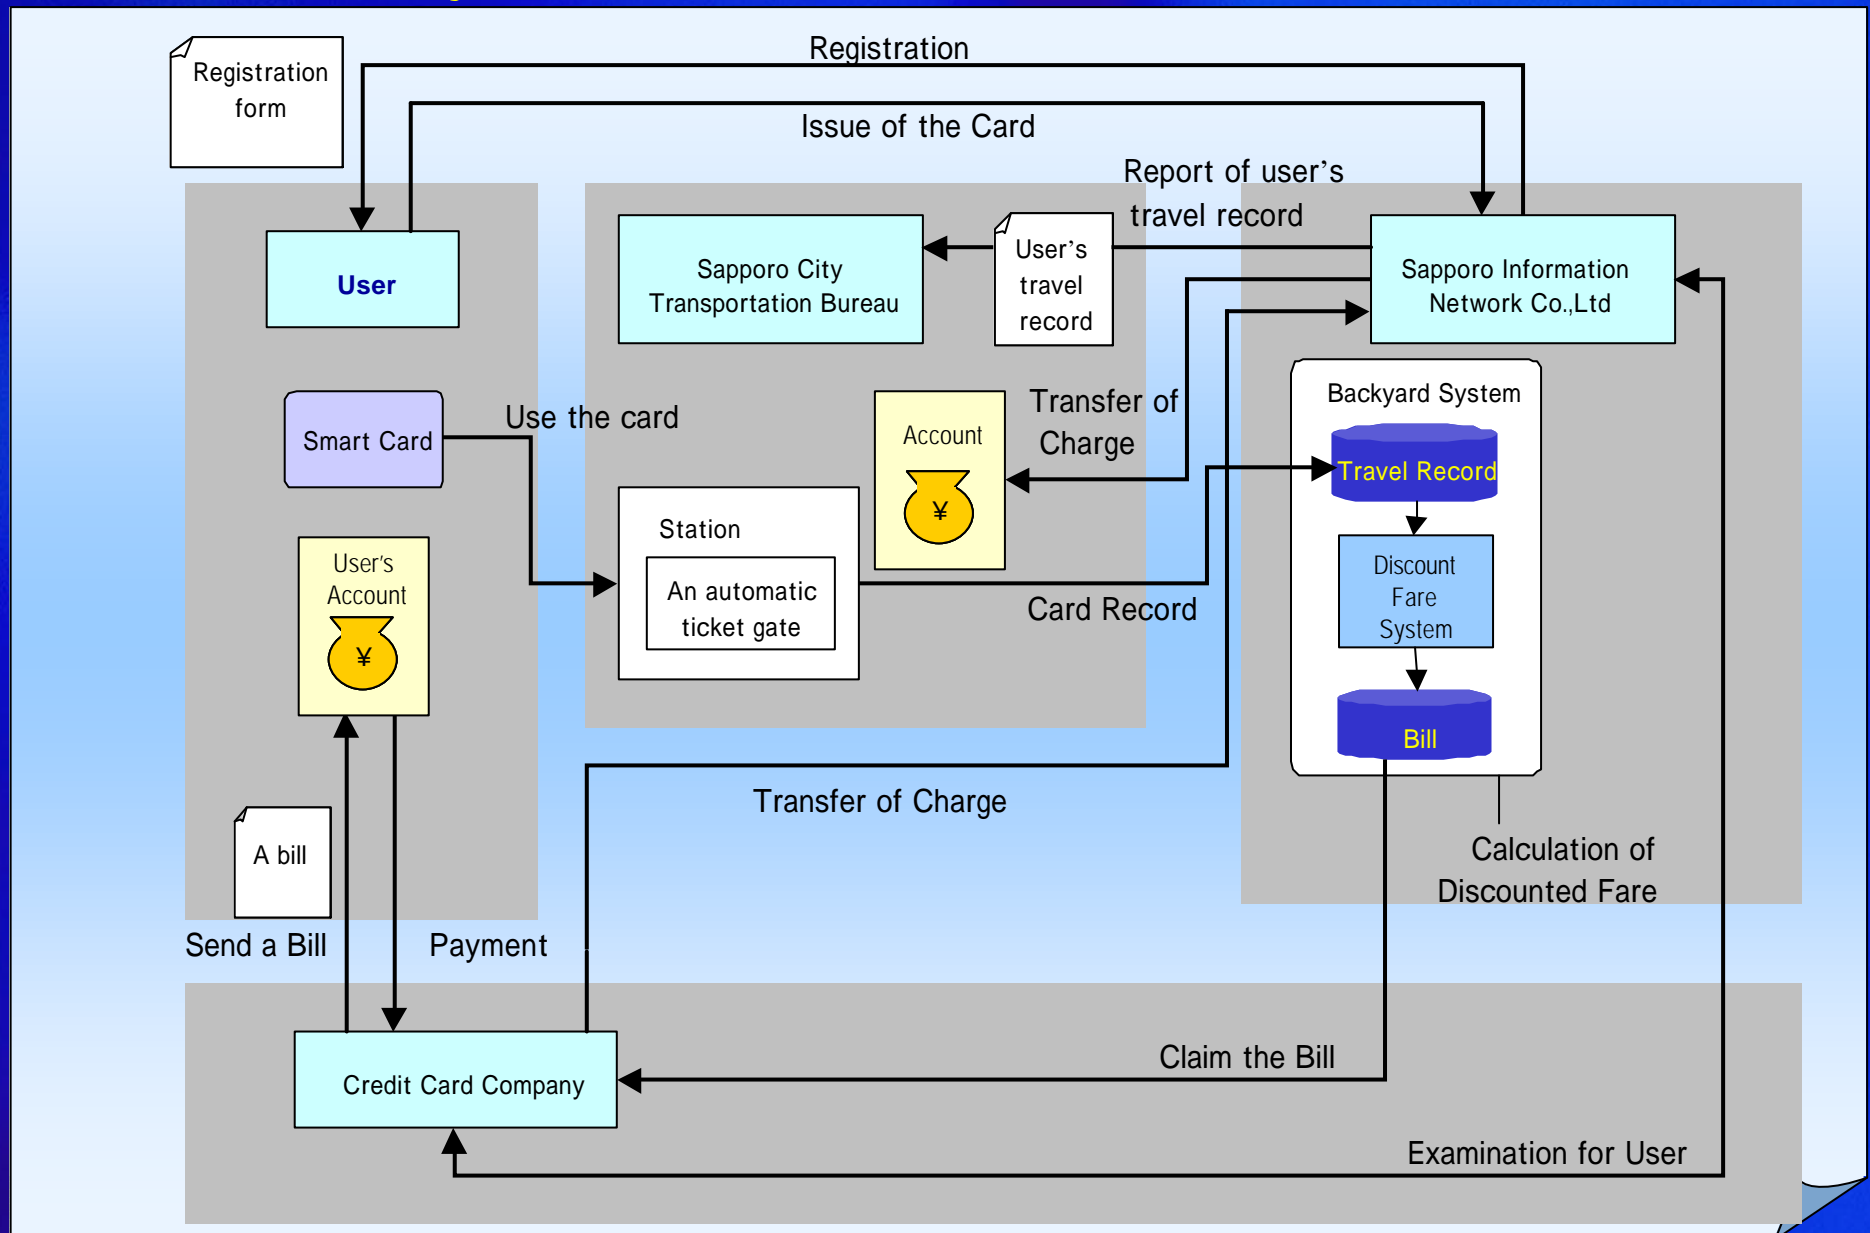 Registration
Registration
form
Issue of the Card
Report of user's
travel record
User
Sapporo City
Transportation Bureau
User's
travel
record
Sapporo Information
Network Co.,Ltd
Smart Card
Use the card
Account
¥
Transfer of
Charge
Backyard System
Travel Record
Station
An automatic
ticket gate
Card Record
Discount
Fare
System
User's
Account
¥
Bill
Transfer of Charge
A bill
Calculation of
Discounted Fare
Send a Bill
Payment
Credit Card Company
Claim the Bill
Examination for User